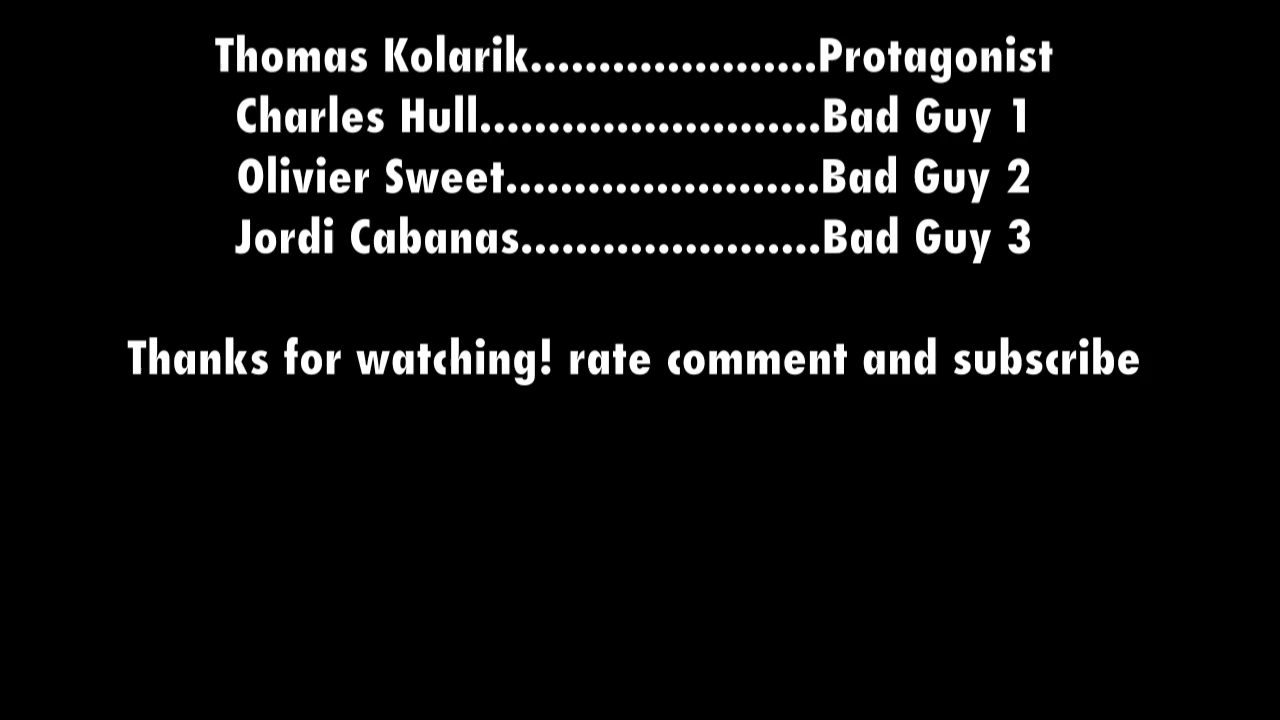 Thomas Kolarik.....................Protagonist
Charles Hull.........................Bad Guy 1
Olivier Sweet.......................Bad Guy 2
Jordi Cabanas......................Bad Guy 3
Thanks for watching! rate comment and subscribe